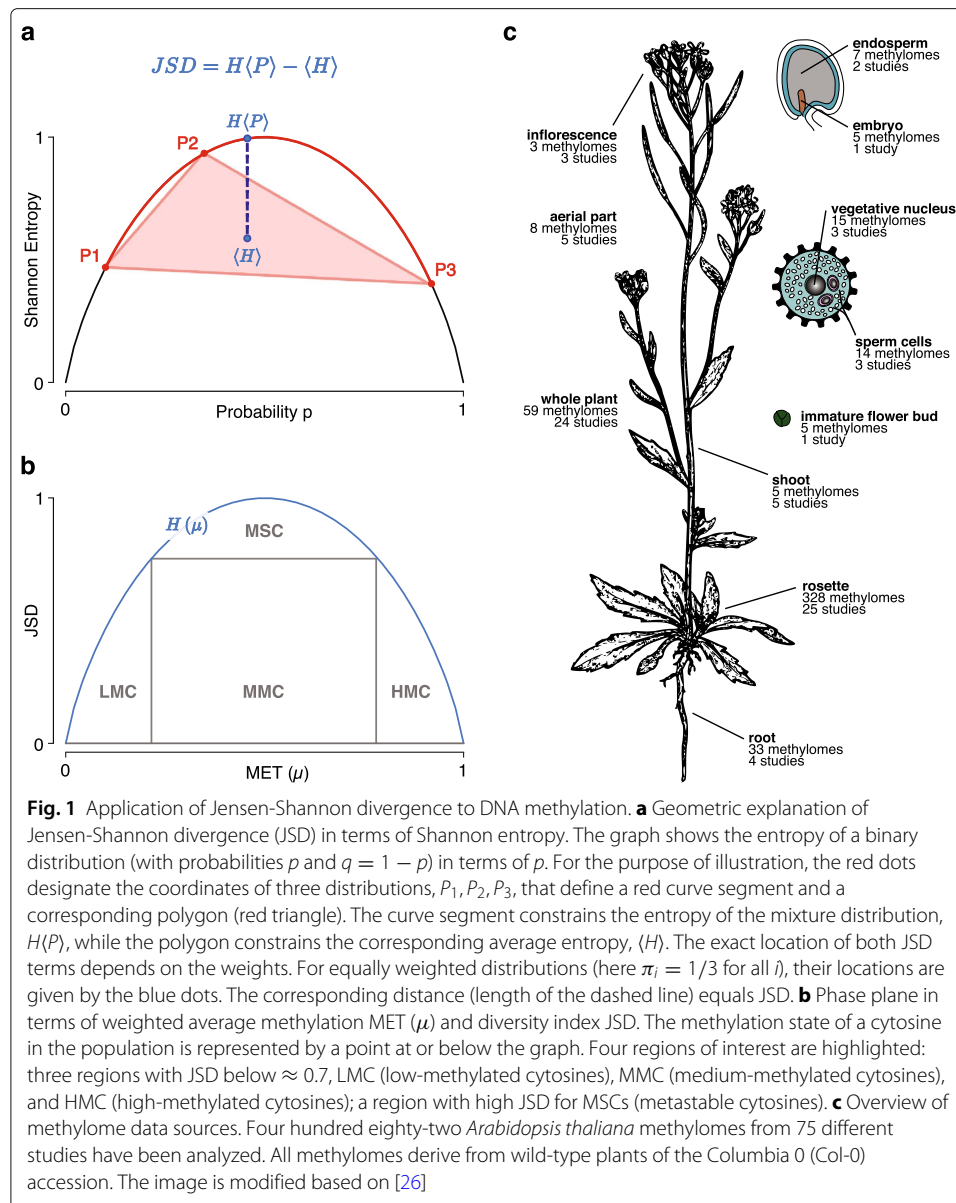 a
JSD = H⟨P⟩ − ⟨H⟩
H⟨P⟩
1
P2
Shannon Entropy
⟨H⟩
P1
P3
0
0
1
Probability p
b
1
H(μ)
MSC
JSD
LMC
MMC
HMC
0
0
1
MET (μ)
c
endosperm
7 methylomes
2 studies
embryo
5 methylomes
1 study
inflorescence
3 methylomes
3 studies
vegetative nucleus
15 methylomes
3 studies
aerial part
8 methylomes
5 studies
sperm cells
14 methylomes
3 studies
whole plant
59 methylomes
24 studies
immature flower bud
5 methylomes
1 study
shoot
5 methylomes
5 studies
rosette
328 methylomes
25 studies
root
33 methylomes
4 studies
Fig. 1 Application of Jensen-Shannon divergence to DNA methylation. a Geometric explanation of
Jensen-Shannon divergence (JSD) in terms of Shannon entropy. The graph shows the entropy of a binary
distribution (with probabilities p and q = 1 − p) in terms of p. For the purpose of illustration, the red dots
designate the coordinates of three distributions, P1, P2, P3, that define a red curve segment and a
corresponding polygon (red triangle). The curve segment constrains the entropy of the mixture distribution,
H⟨P⟩, while the polygon constrains the corresponding average entropy, ⟨H⟩. The exact location of both JSD
terms depends on the weights. For equally weighted distributions (here πi = 1/3 for all i), their locations are
given by the blue dots. The corresponding distance (length of the dashed line) equals JSD. b Phase plane in
terms of weighted average methylation MET (μ) and diversity index JSD. The methylation state of a cytosine
in the population is represented by a point at or below the graph. Four regions of interest are highlighted:
three regions with JSD below ≈ 0.7, LMC (low-methylated cytosines), MMC (medium-methylated cytosines),
and HMC (high-methylated cytosines); a region with high JSD for MSCs (metastable cytosines). c Overview of
methylome data sources. Four hundred eighty-two Arabidopsis thaliana methylomes from 75 different
studies have been analyzed. All methylomes derive from wild-type plants of the Columbia 0 (Col-0)
accession. The image is modified based on [26]